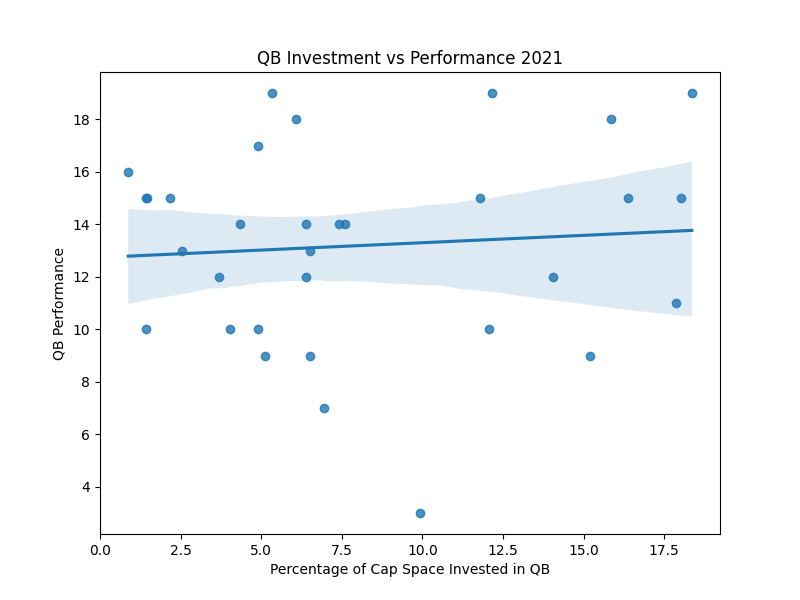 QB Investment vs Performance 2021
18
16
14
12
10
8
6
4
QB Performance
0.0 2.5 5.0 7.5 10.0 12.5 15.0 17.5
Percentage of Cap Space Invested in QB